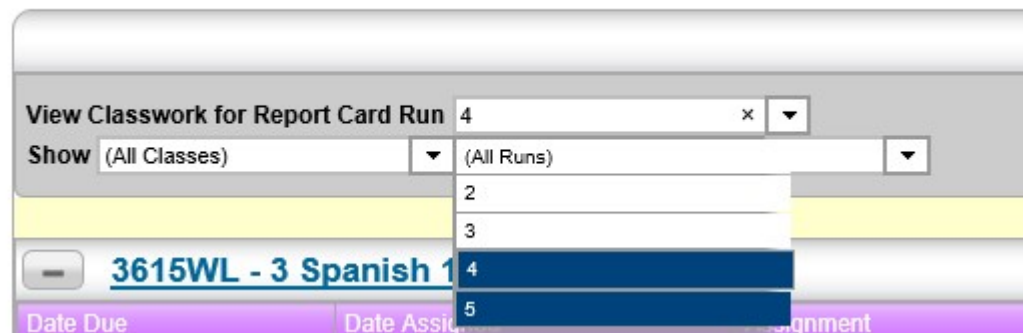 View Classwork for Report Card Run 4 ×
Show (All Classes) (All Runs)
2
3
3615WL - 3 Spanish 1
4
5
Date Due Date